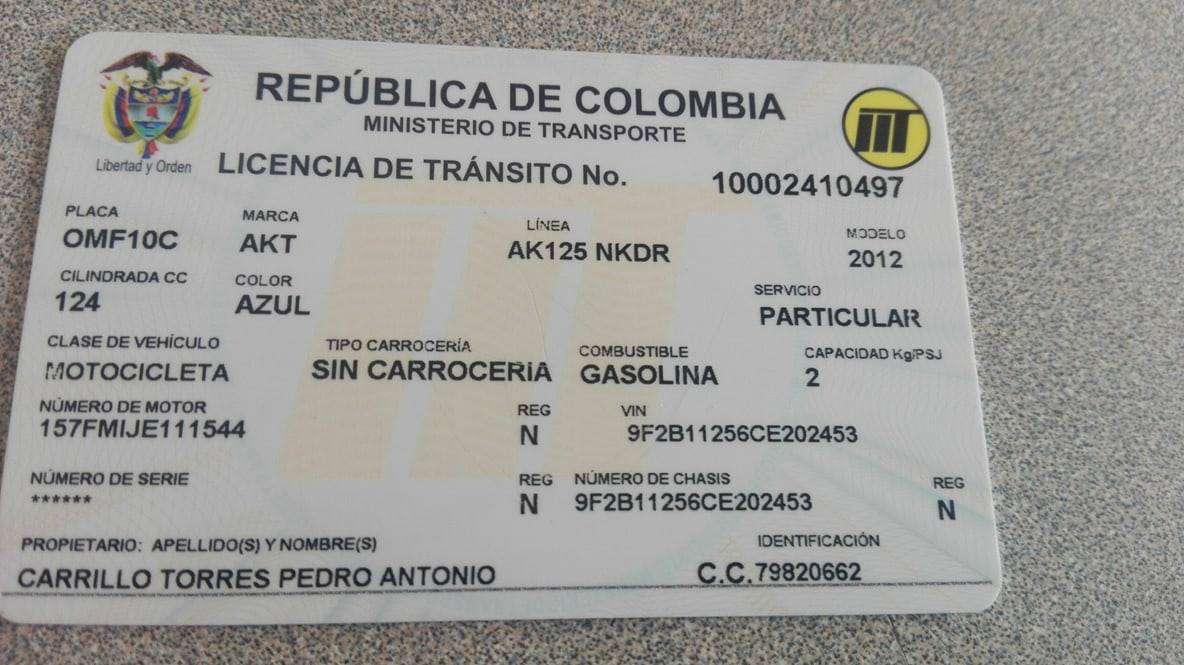 REPÚBLICA DE COLOMBIA
MINISTERIO DE TRANSPORTE
Libertad y Orden
LICENCIA DE TRÁNSITO No. 10002410497
PLACA MARCA LÍNEA MODELO
OMF10C AKT AK125 NKDR 2012
CILINDRADA CC COLOR SERVICIO
124 AZUL PARTICULAR
CLASE DE VEHÍCULO TIPO CARROCERÍA COMBUSTIBLE CAPACIDAD Kg/PSJ
MOTOCICLETA SIN CARROCERIA GASOLINA 2
NÚMERO DE MOTOR REG VIN
157FMIJE111544 N 9F2B11256CE202453
NÚMERO DE SERIE REG NÚMERO DE CHASIS REG
****** N 9F2B11256CE202453 N
PROPIETARIO: APELLIDO(S) Y NOMBRE(S) IDENTIFICACIÓN
CARRILLO TORRES PEDRO ANTONIO C.C.79820662